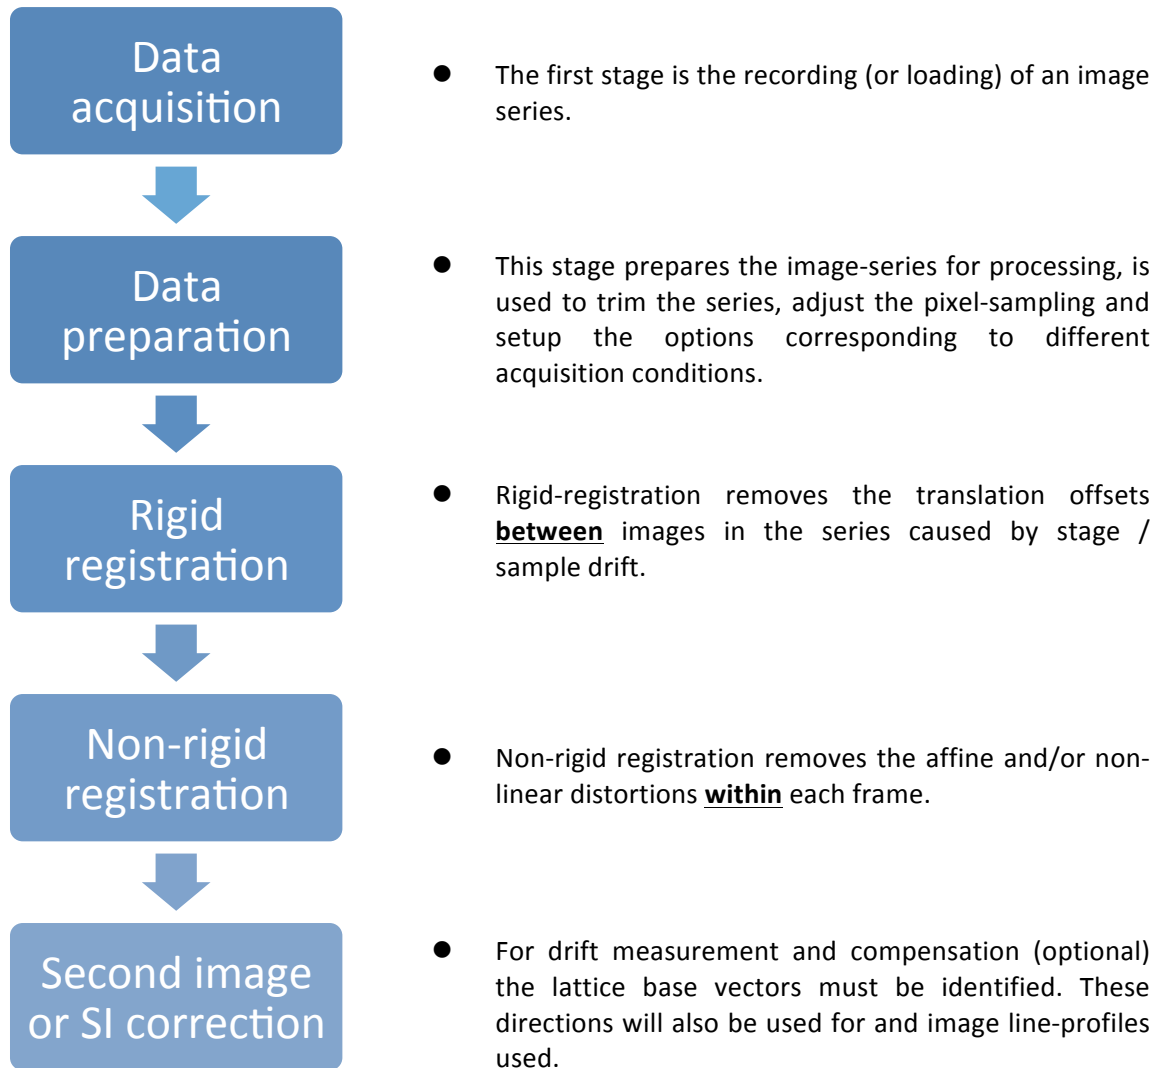 Data
acquisition
● The first stage is the recording (or loading) of an image
series.
Data
preparation
● This stage prepares the image-series for processing, is
used to trim the series, adjust the pixel-sampling and
setup the options corresponding to different
acquisition conditions.
Rigid
registration
● Rigid-registration removes the translation offsets
between images in the series caused by stage /
sample drift.
Non-rigid
registration
● Non-rigid registration removes the affine and/or non-
linear distortions within each frame.
Second image
or SI correction
● For drift measurement and compensation (optional)
the lattice base vectors must be identified. These
directions will also be used for and image line-profiles
used.